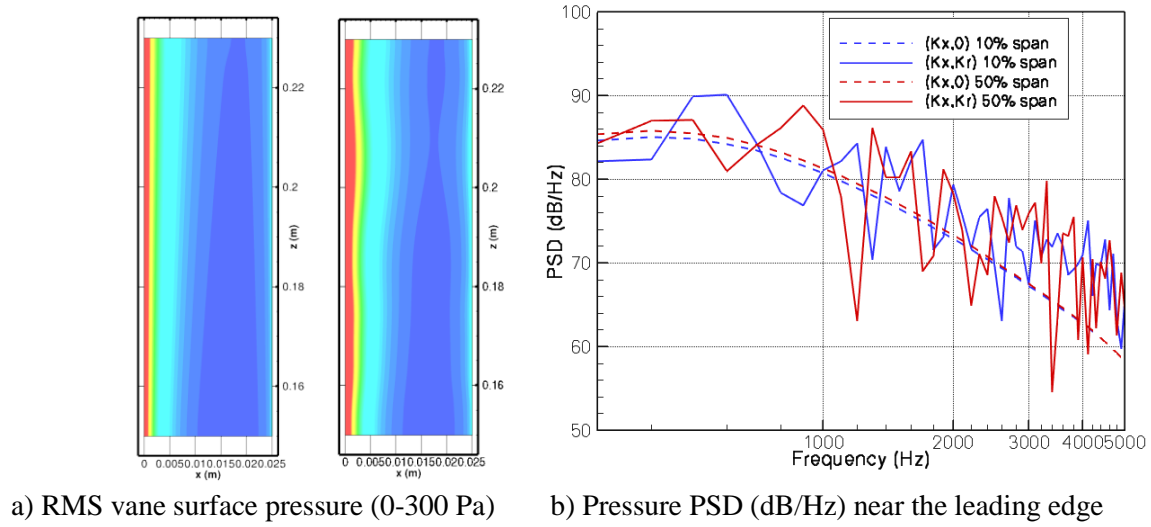 0.22
0.2
0.18
0.16
z (m)
0 0.0050.010.0150.020.025
x (m)
0.22
0.2
0.18
0.16
z (m)
0 0.0050.010.0150.020.025
x (m)
a) RMS vane surface pressure (0-300 Pa)
100
90
80
70
60
50
PSD (dB/Hz)
(Kx,0) 10% span
(Kx,Kr) 10% span
(Kx,0) 50% span
(Kx,Kr) 50% span
1000 2000 3000 40005000
Frequency (Hz)
b) Pressure PSD (dB/Hz) near the leading edge